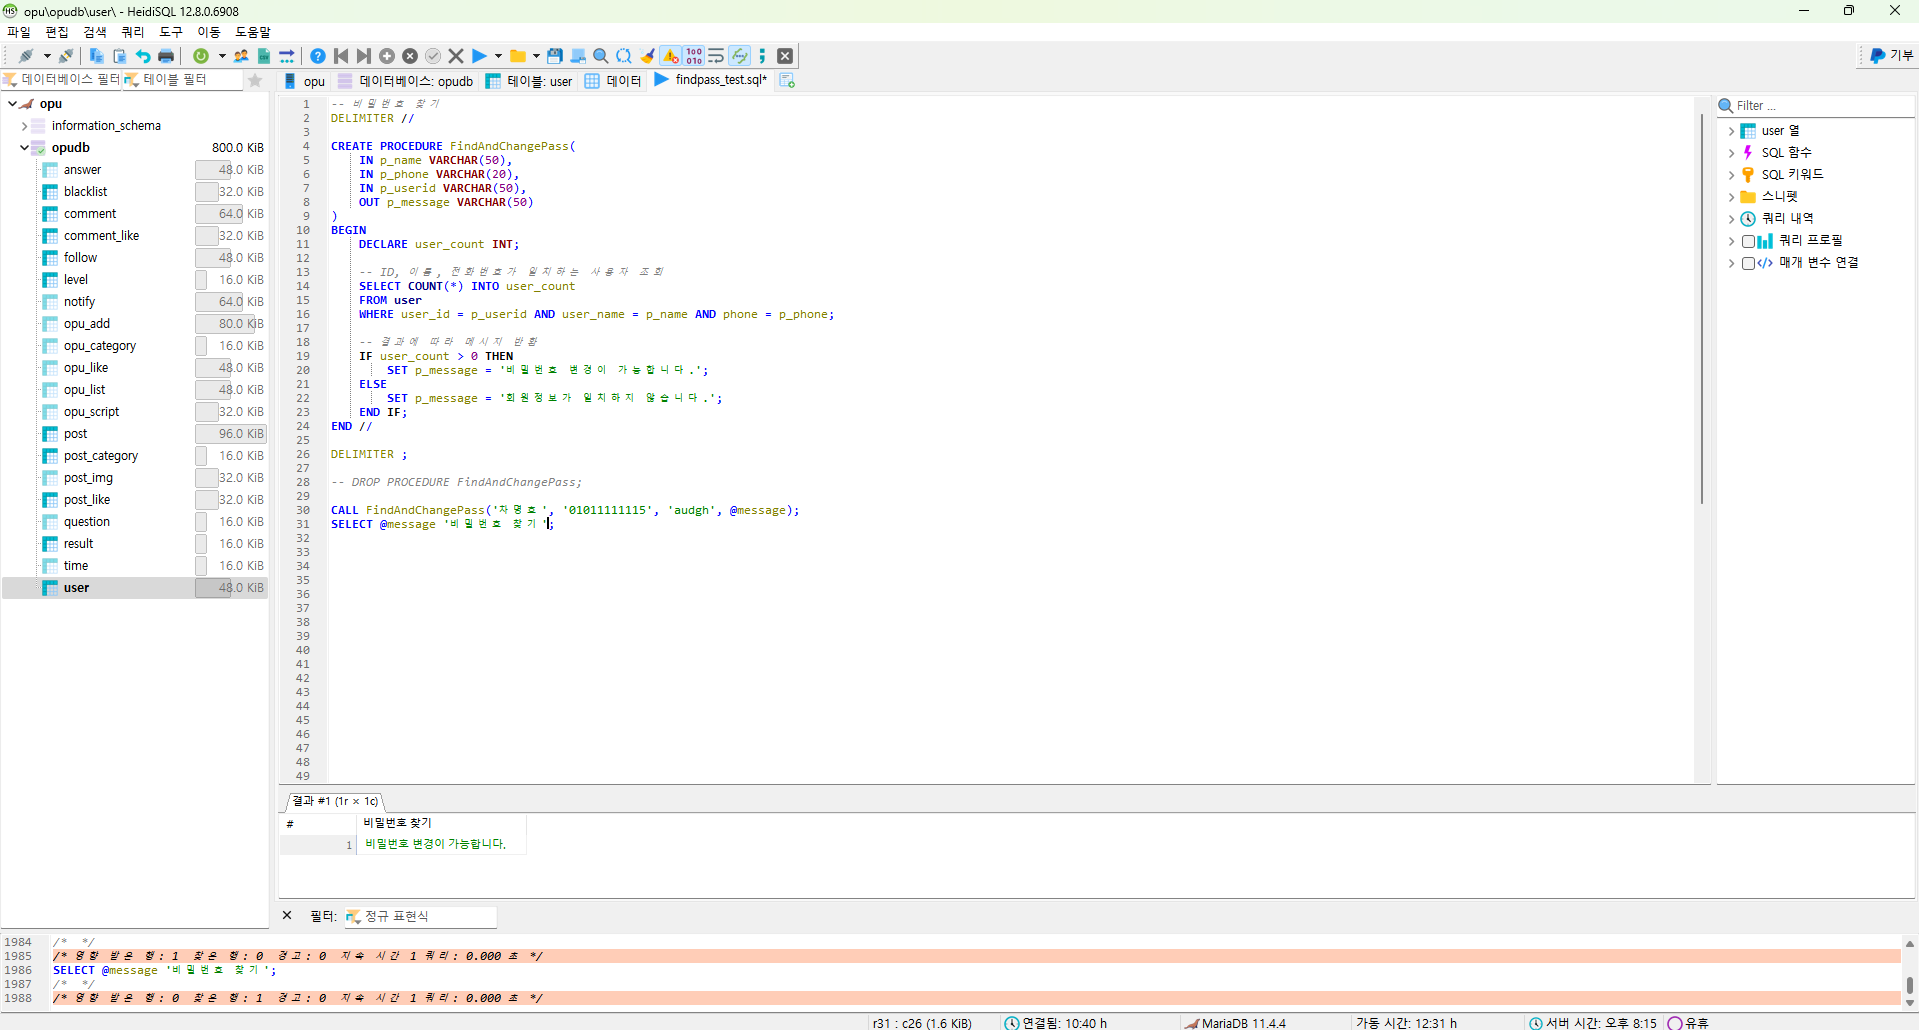 opu\opudb\user\ - HeidiSQL 12.8.0.6908
파일 편집 검색 쿼리 도구 이동 도움말
기부
데이터베이스 필터 테이블 필터
opu 데이터베이스: opudb 테이블: user 데이터 findpass_test.sql*
opu
information_schema
opudb 800.0 KiB
answer 48.0 KiB
blacklist 32.0 KiB
comment 64.0 KiB
comment_like 32.0 KiB
follow 48.0 KiB
level 16.0 KiB
notify 64.0 KiB
opu_add 80.0 KiB
opu_category 16.0 KiB
opu_like 48.0 KiB
opu_list 48.0 KiB
opu_script 32.0 KiB
post 96.0 KiB
post_category 16.0 KiB
post_img 32.0 KiB
post_like 32.0 KiB
question 16.0 KiB
result 16.0 KiB
time 16.0 KiB
user 48.0 KiB
1 -- 비밀번호 찾기
2 DELIMITER //
3
4 CREATE PROCEDURE FindAndChangePass(
5 IN p_name VARCHAR(50),
6 IN p_phone VARCHAR(20),
7 IN p_userid VARCHAR(50),
8 OUT p_message VARCHAR(50)
9 )
10 BEGIN
11 DECLARE user_count INT;
12
13 -- ID, 이름, 전화번호가 일치하는 사용자 조회
14 SELECT COUNT(*) INTO user_count
15 FROM user
16 WHERE user_id = p_userid AND user_name = p_name AND phone = p_phone;
17
18 -- 결과에 따라 메시지 반환
19 IF user_count > 0 THEN
20 SET p_message = '비밀번호 변경이 가능합니다.';
21 ELSE
22 SET p_message = '회원정보가 일치하지 않습니다.';
23 END IF;
24 END //
25
26 DELIMITER ;
27
28 -- DROP PROCEDURE FindAndChangePass;
29
30 CALL FindAndChangePass('차명호', '01011111115', 'audgh', @message);
31 SELECT @message '비밀번호 찾기';
32
33
34
35
36
37
38
39
40
41
42
43
44
45
46
47
48
49
Filter ...
user 열
SQL 함수
SQL 키워드
스니펫
쿼리 내역
쿼리 프로필
매개 변수 연결
결과 #1 (1r × 1c)
# 비밀번호 찾기
1 비밀번호 변경이 가능합니다.
필터: 정규 표현식
1984 /* */
1985 /* 영향 받은 행: 1 찾은 행: 0 경고: 0 지속 시간 1 쿼리: 0.000 초 */
1986 SELECT @message '비밀번호 찾기';
1987 /* */
1988 /* 영향 받은 행: 0 찾은 행: 1 경고: 0 지속 시간 1 쿼리: 0.000 초 */
r31 : c26 (1.6 KiB) 연결됨: 10:40 h MariaDB 11.4.4 가동 시간: 12:31 h 서버 시간: 오후 8:15 유휴